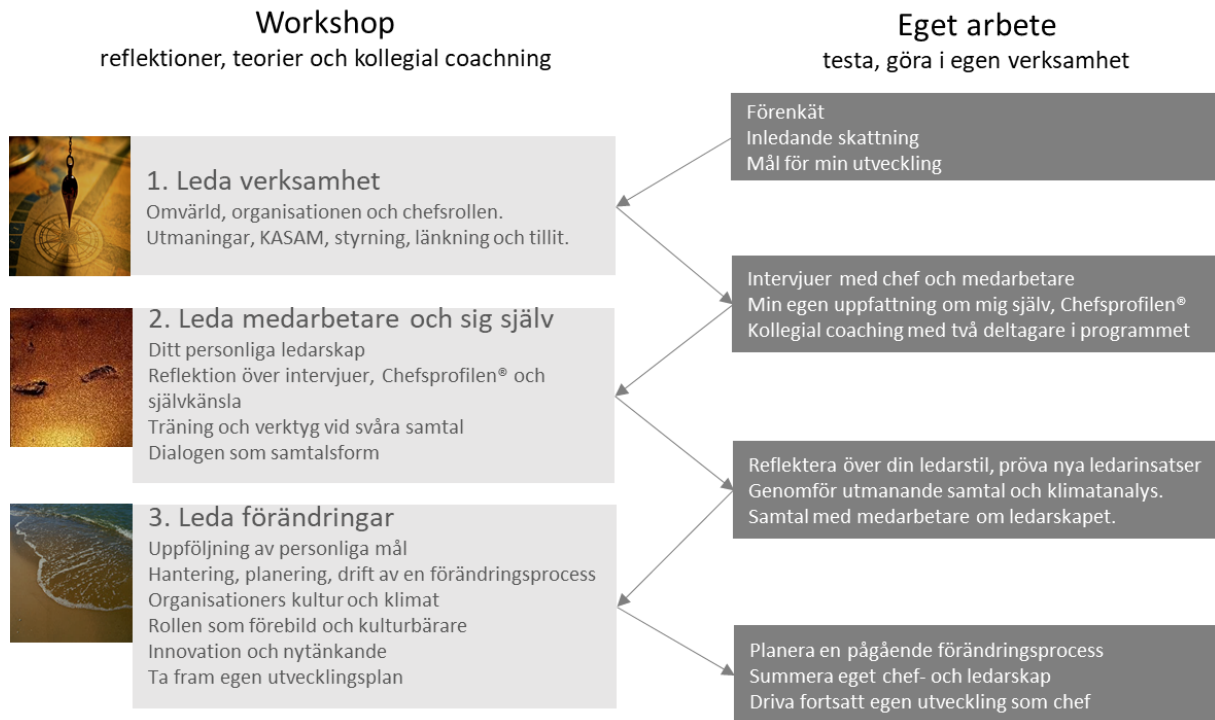 Workshop
reflektioner, teorier och kollegial coachning
1. Leda verksamhet
Omvärld, organisationen och chefsrollen.
Utmaningar, KASAM, styrning, länkning och tillit.
2. Leda medarbetare och sig själv
Ditt personliga ledarskap
Reflektion över intervjuer, Chefsprofilen® och
självkänsla
Träning och verktyg vid svåra samtal
Dialogen som samtalsform
3. Leda förändringar
Uppföljning av personliga mål
Hantering, planering, drift av en förändringsprocess
Organisationers kultur och klimat
Rollen som förebild och kulturbärare
Innovation och nytänkande
Ta fram egen utvecklingsplan
Eget arbete
testa, göra i egen verksamhet
Förenkät
Inledande skattning
Mål för min utveckling
Intervjuer med chef och medarbetare
Min egen uppfattning om mig själv, Chefsprofilen®
Kollegial coaching med två deltagare i programmet
Reflektera över din ledarstil, pröva nya ledarinsatser
Genomför utmanande samtal och klimatanalys.
Samtal med medarbetare om ledarskapet.
Planera en pågående förändringsprocess
Summera eget chef- och ledarskap
Driva fortsatt egen utveckling som chef